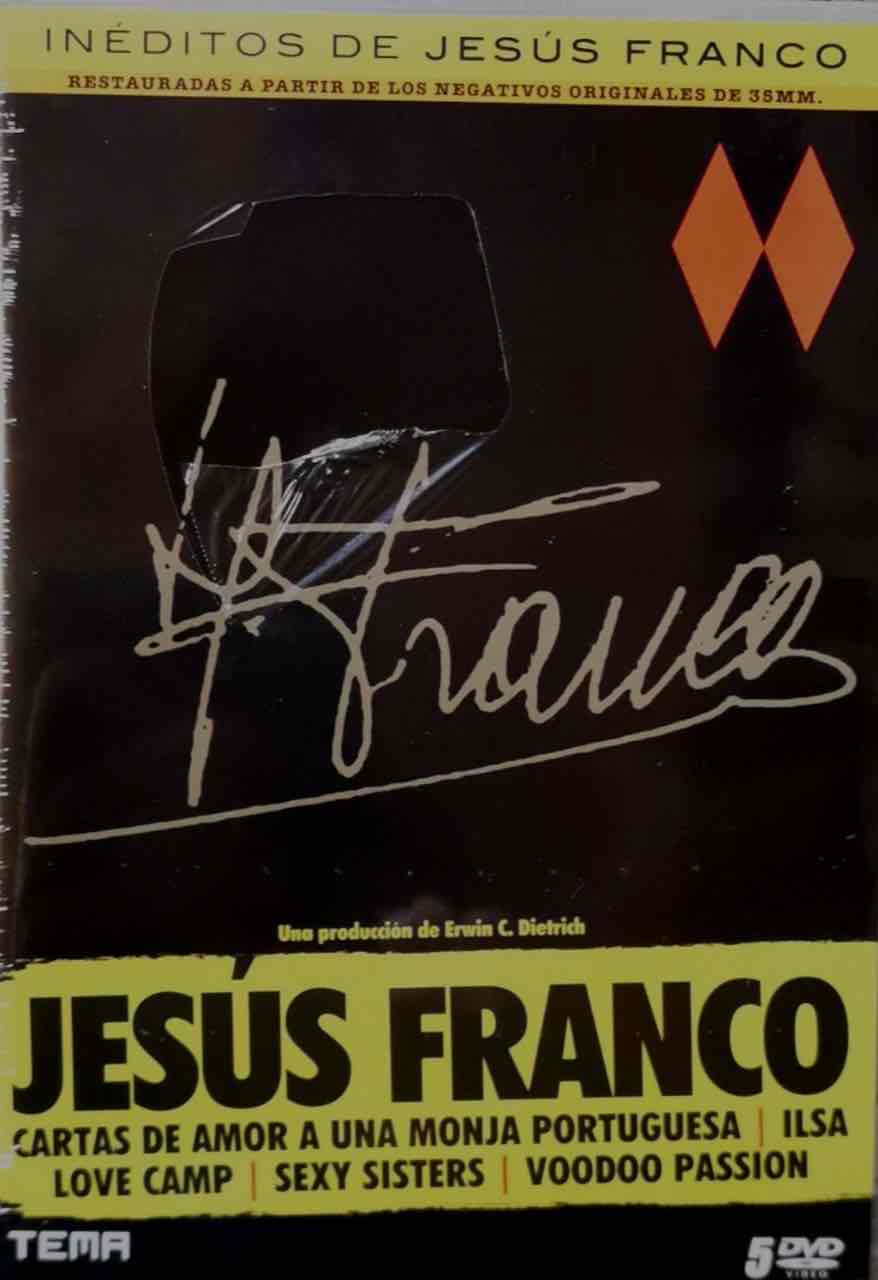 INÉDITOS DE JESÚS FRANCO
RESTAURADAS A PARTIR DE LOS NEGATIVOS ORIGINALES DE 35MM.
Franco
Una producción de Erwin C. Dietrich
JESÚS FRANCO
CARTAS DE AMOR A UNA MONJA PORTUGUESA | ILSA
LOVE CAMP | SEXY SISTERS | VOODOO PASSION
TEMA
5 DVD
VIDEO